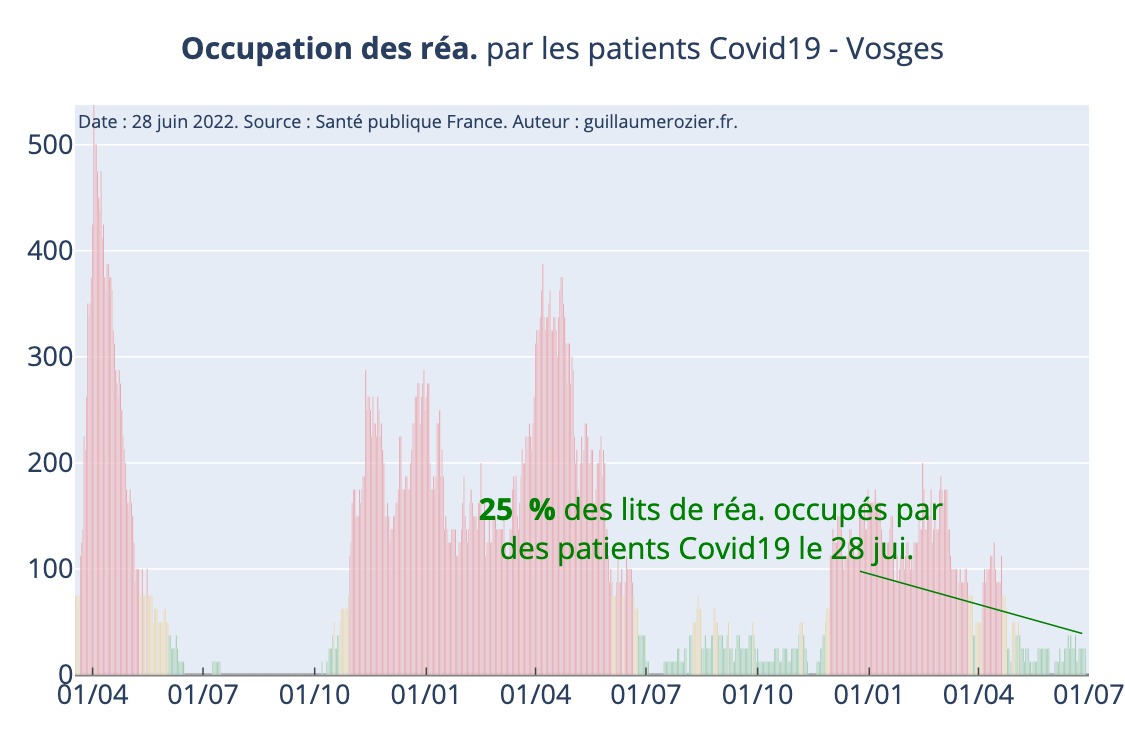 Occupation des réa. par les patients Covid19 - Vosges
Date : 28 juin 2022. Source : Santé publique France. Auteur : guillaumerozier.fr.
500
400
300
200
100
0
25 % des lits de réa. occupés par
des patients Covid19 le 28 jui.
01/04 01/07 01/10 01/01 01/04 01/07 01/10 01/01 01/04 01/07